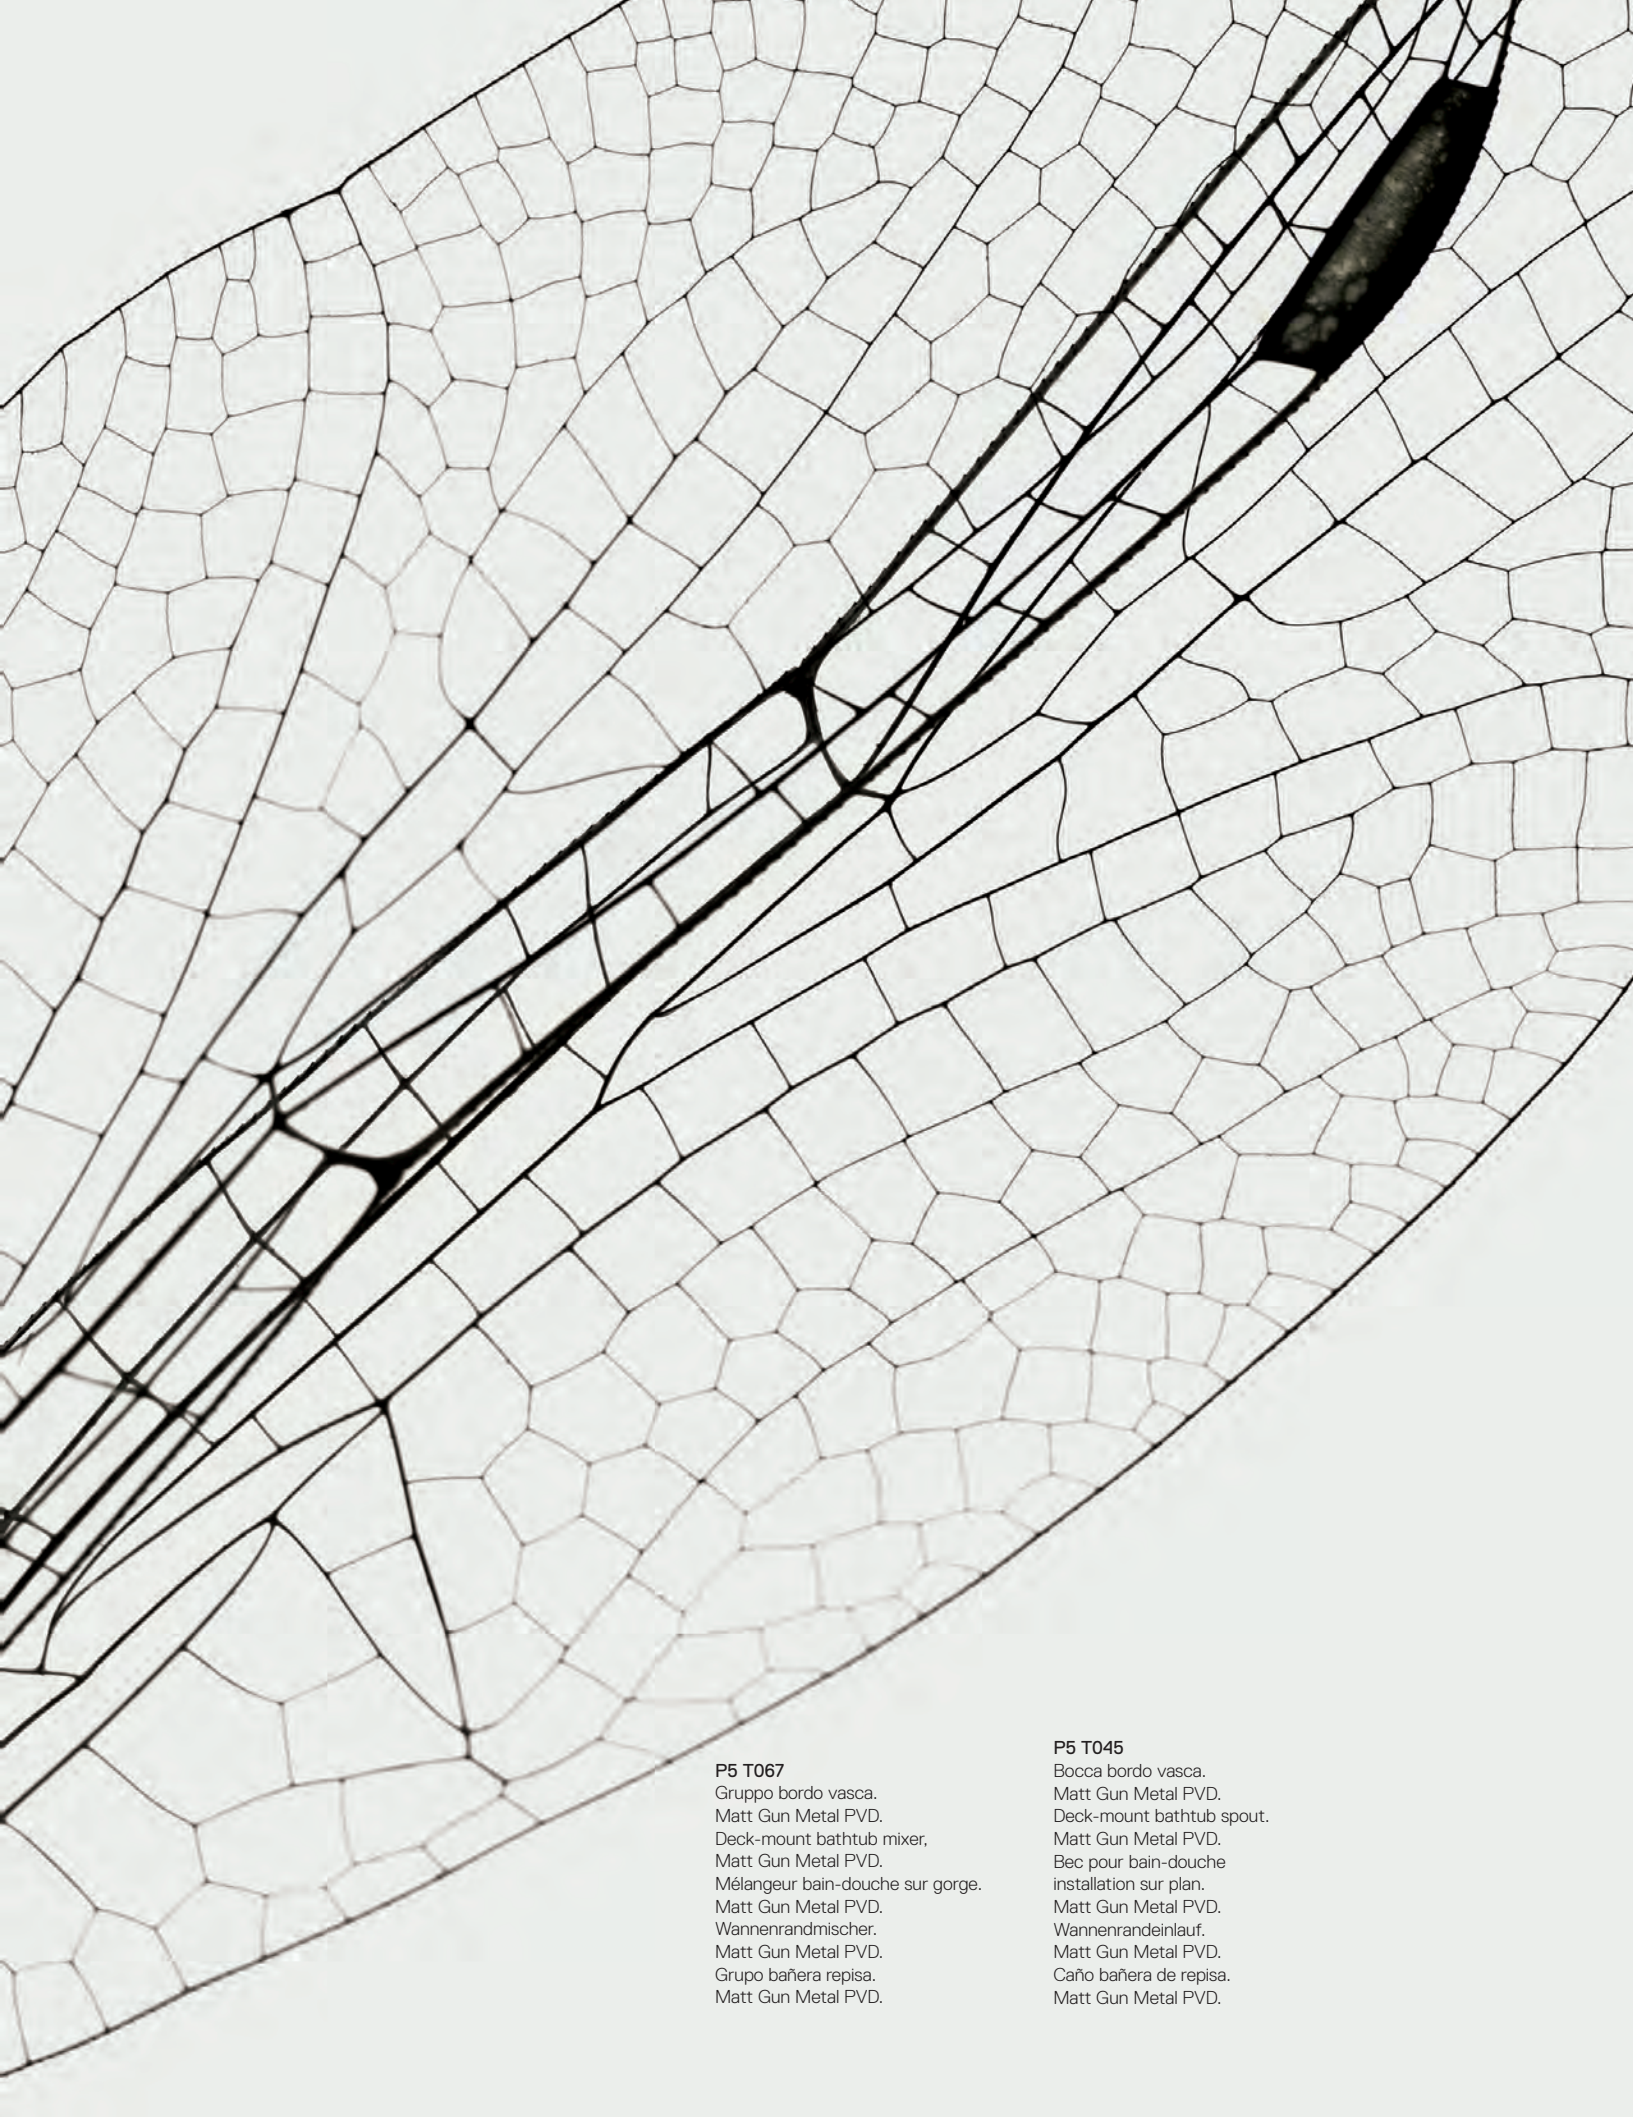 P5 T067
Gruppo bordo vasca.
Matt Gun Metal PVD.
Deck-mount bathtub mixer,
Matt Gun Metal PVD.
Mélangeur bain-douche sur gorge.
Matt Gun Metal PVD.
Wannenrandmischer.
Matt Gun Metal PVD.
Grupo bañera repisa.
Matt Gun Metal PVD.
P5 T045
Bocca bordo vasca.
Matt Gun Metal PVD.
Deck-mount bathtub spout.
Matt Gun Metal PVD.
Bec pour bain-douche
installation sur plan.
Matt Gun Metal PVD.
Wannenrandeinlauf.
Matt Gun Metal PVD.
Caño bañera de repisa.
Matt Gun Metal PVD.